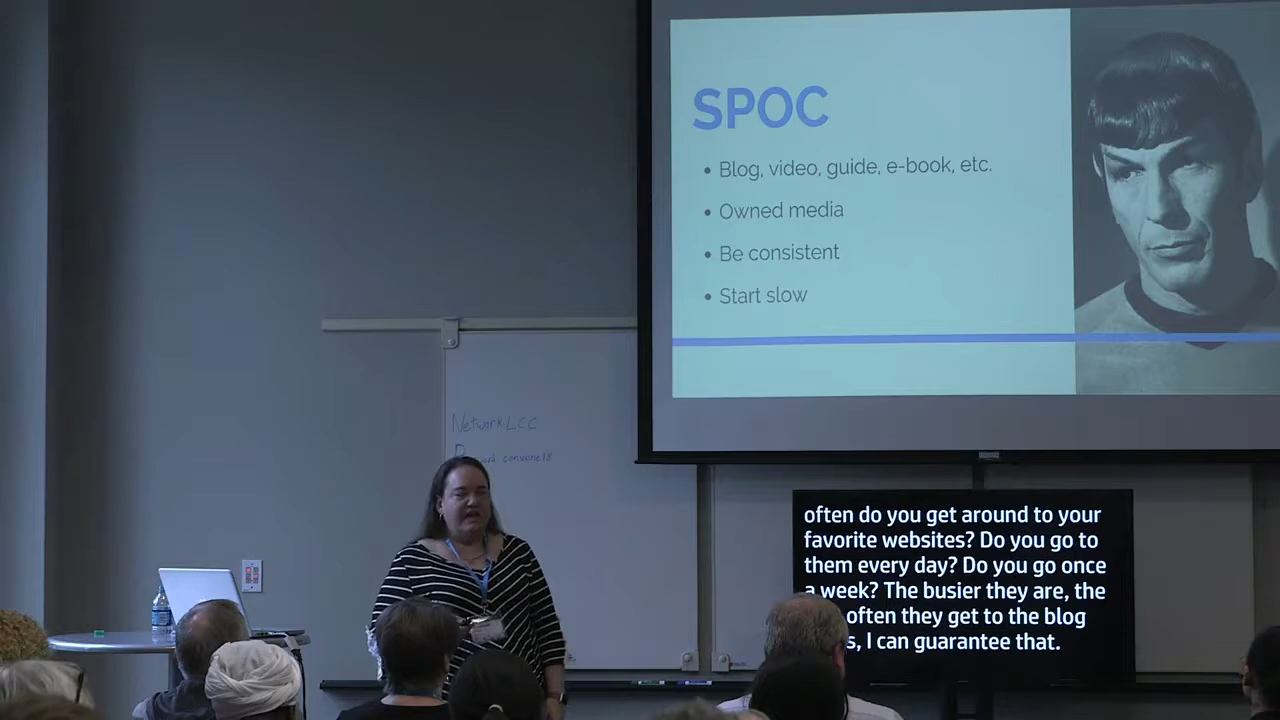 SPOC
• Blog, video, guide, e-book, etc.
• Owned media
• Be consistent
• Start slow
Network: LCC
often do you get around to your
favorite websites? Do you go to
them every day? Do you go once
a week? The busier they are, the
often they get to the blog
I can guarantee that.